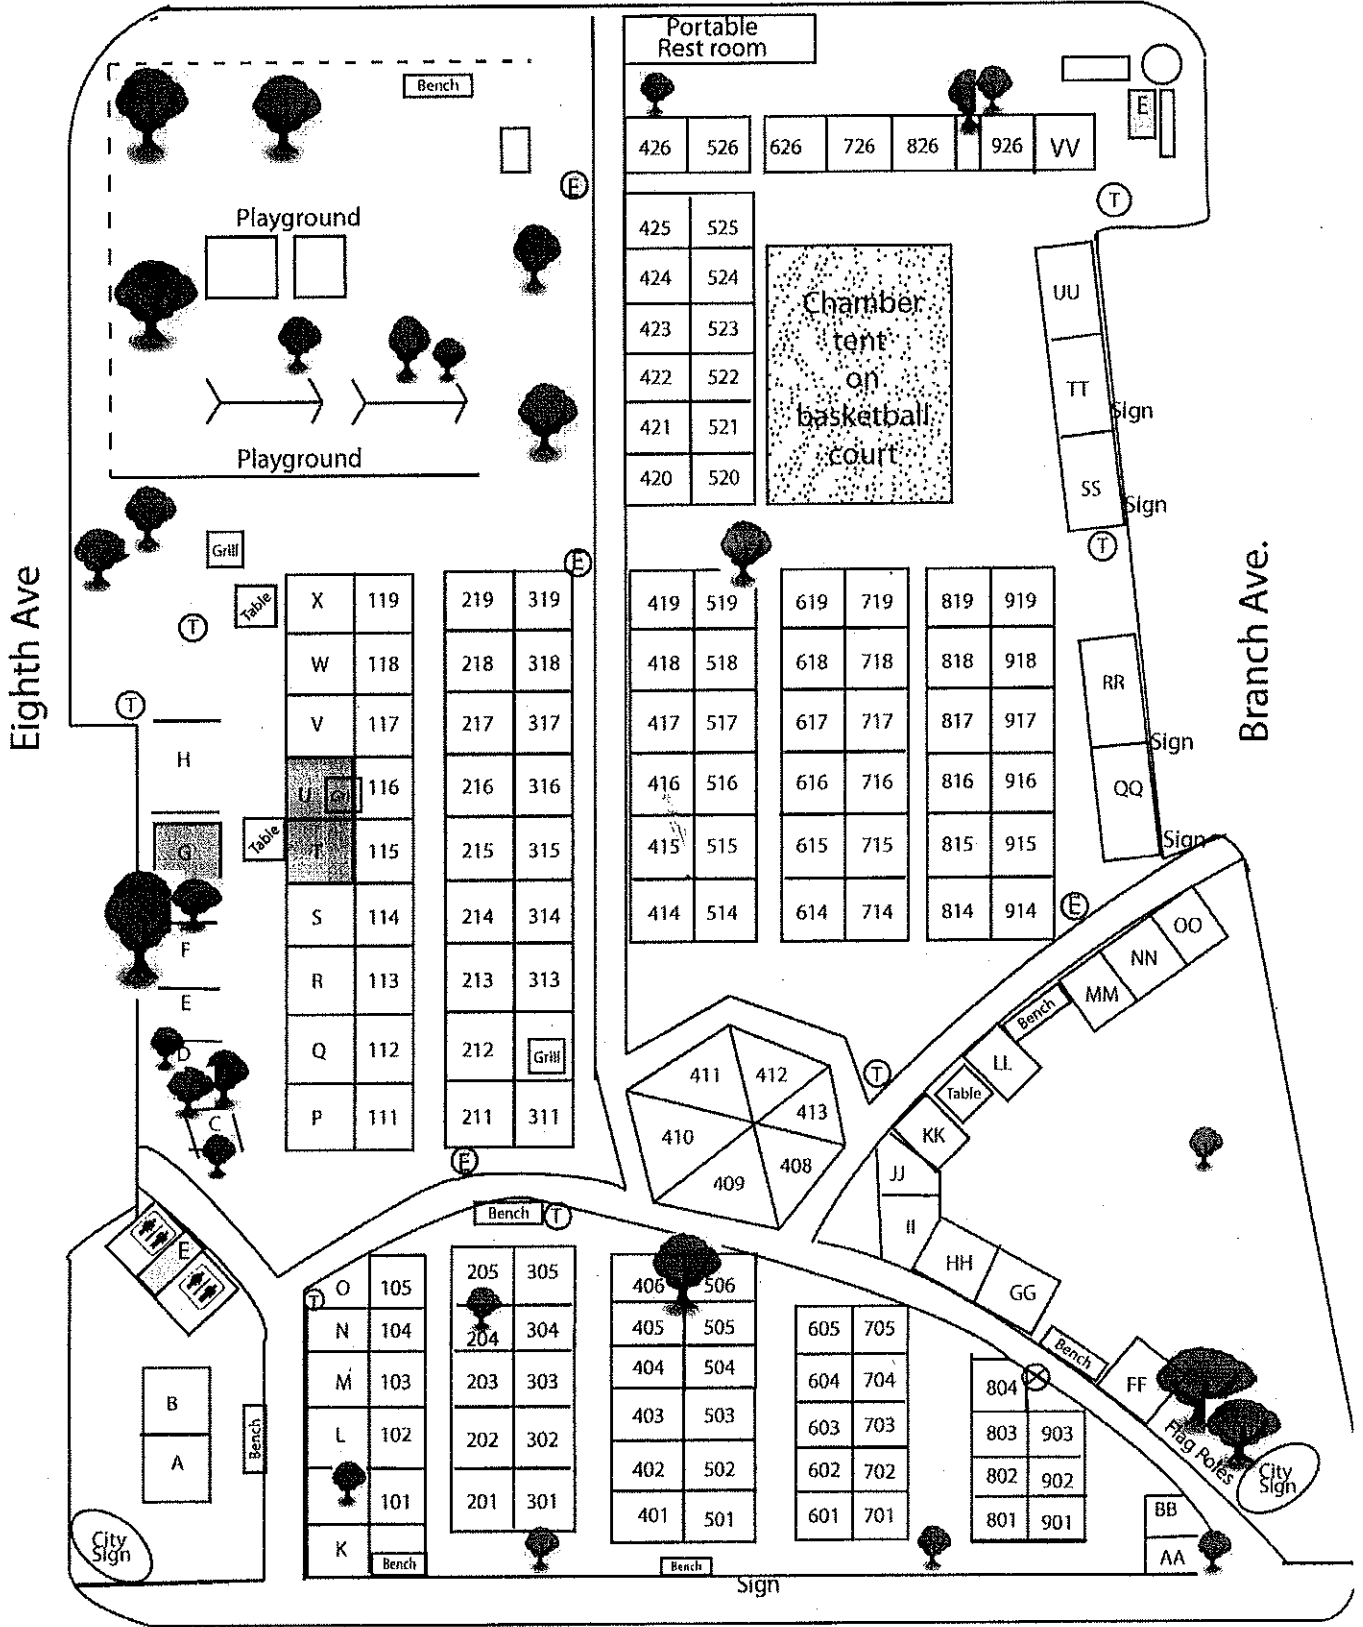 Portable
Rest room
Bench
E
426 526 626 726 826 926 VV
E
T
Playground
425 525
424 524
423 523
422 522
421 521
420 520
Chamber
tent
on
basketball
court
UU
TT
Sign
SS
Sign
T
Playground
Eighth Ave
Branch Ave.
Grill
Table
T
T
E
X 119 219 319 419 519 619 719 819 919
W 118 218 318 418 518 618 718 818 918
V 117 217 317 417 517 617 717 817 917
U 116 216 316 416 516 616 716 816 916
T 115 215 315 415 515 615 715 815 915
S 114 214 314 414 514 614 714 814 914
R 113 213 313
Q 112 212 Grill
P 111 211 311
RR
Sign
QQ
Sign
H
G
Table
F
E
D
C
E
OO
NN
MM
Bench
LL
Table
KK
JJ
II
HH
GG
Bench
FF
Flag Poles
City
Sign
T
411 412
413
410
408
409
E
Bench T
E
T
O 105 205 305 406 506
N 104 204 304 405 505 605 705
M 103 203 303 404 504 604 704 804
L 102 202 302 403 503 603 703 803 903
402 502 602 702 802 902
101 201 301 401 501 601 701 801 901
K
Bench
Bench
Sign
B
A
Bench
City
Sign
BB
AA